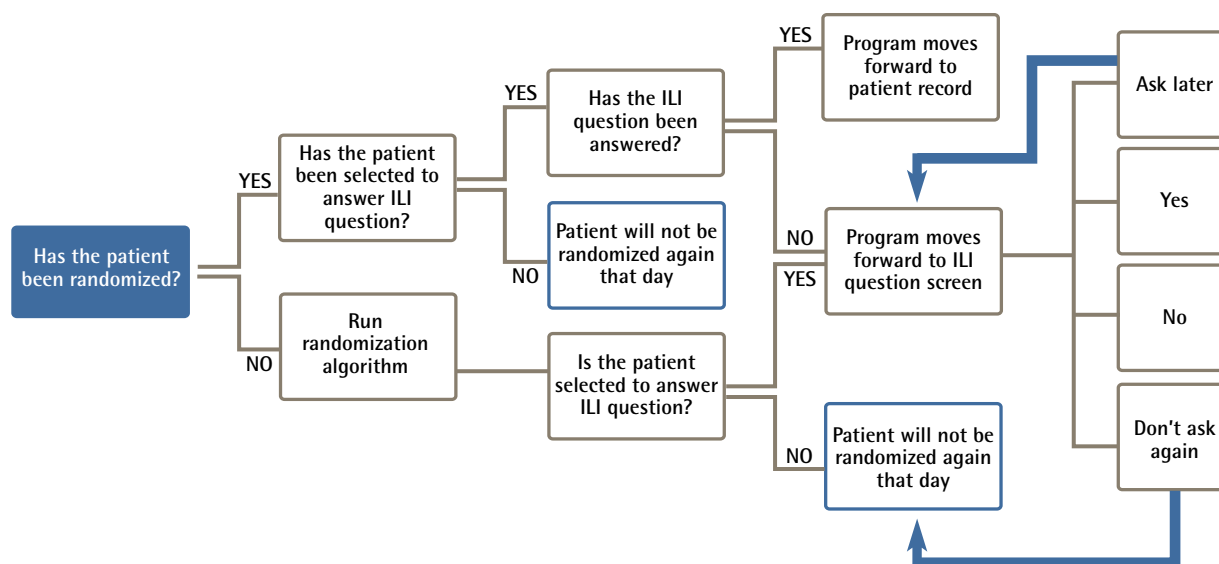 Has the patient
been randomized?
YES
NO
Has the patient
been selected to
answer ILI
question?
Run
randomization
algorithm
YES
NO
Has the ILI
question been
answered?
Patient will not be
randomized again
that day
Is the patient
selected to answer
ILI question?
YES
NO
YES
NO
Program moves
forward to
patient record
Program moves
forward to ILI
question screen
Patient will not be
randomized again
that day
Ask later
Yes
No
Don't ask
again